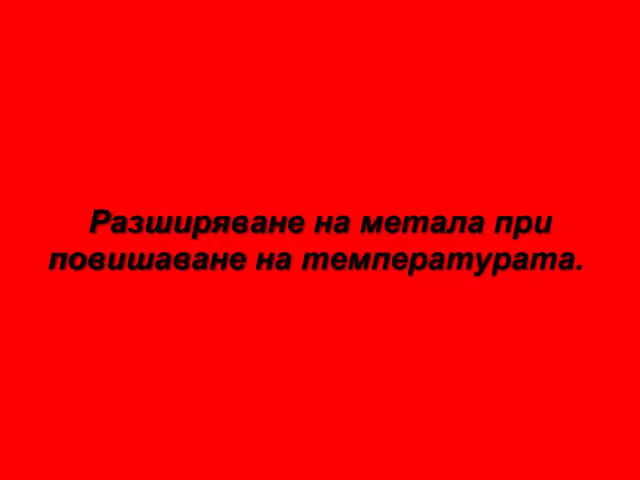 Разширяване на метала при
повишаване на температурата.